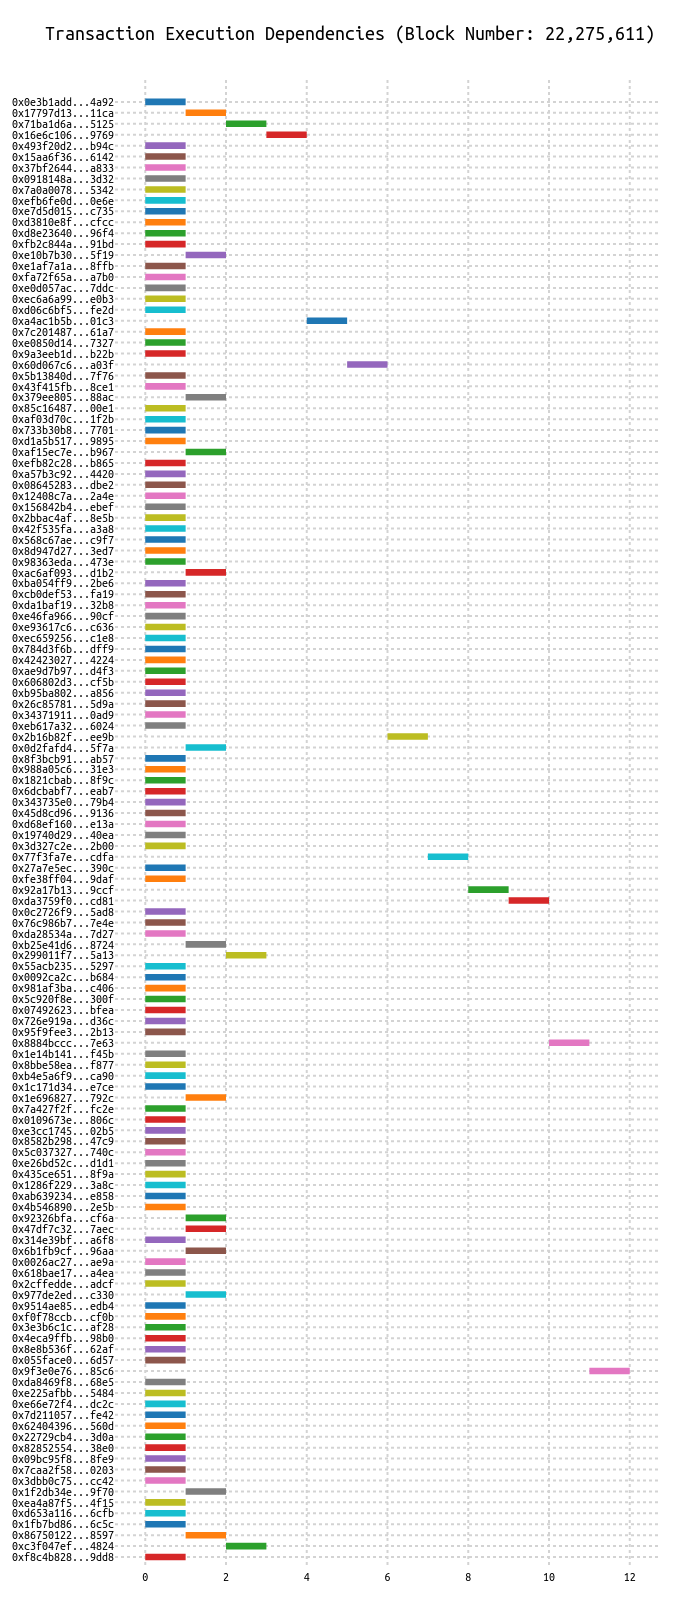 Transaction Execution Dependencies (Block Number: 22,275,611)
0x0e3b1add...4a92
0x17797d13...11ca
0x71ba1d6a...5125
0x16e6c106...9769
0x493f20d2...b94c
0x15aa6f36...6142
0x37bf2644...a833
0x0918148a...3d32
0x7a0a0078...5342
0xefb6fe0d...0e6e
0xe7d5d015...c735
0xd3810e8f...cfcc
0xd8e23640...96f4
0xfb2c844a...91bd
0xe10b7b30...5f19
0xe1af7a1a...8ffb
0xfa72f65a...a7b0
0xe0d057ac...7ddc
0xec6a6a99...e0b3
0xd06c6bf5...fe2d
0xa4ac1b5b...01c3
0x7c201487...61a7
0xe0850d14...7327
0x9a3eeb1d...b22b
0x60d067c6...a03f
0x5b13840d...7f76
0x43f415fb...8ce1
0x379ee805...88ac
0x85c16487...00e1
0xaf03d70c...1f2b
0x733b30b8...7701
0xd1a5b517...9895
0xaf15ec7e...b967
0xefb82c28...b865
0xa57b3c92...4420
0x08645283...dbe2
0x12408c7a...2a4e
0x156842b4...ebef
0x2bbac4af...8e5b
0x42f535fa...a3a8
0x568c67ae...c9f7
0x8d947d27...3ed7
0x98363eda...473e
0xac6af093...d1b2
0xba054ff9...2be6
0xcb0def53...fa19
0xda1baf19...32b8
0xe46fa966...90cf
0xe93617c6...c636
0xec659256...c1e8
0x784d3f6b...dff9
0x42423027...4224
0xae9d7b97...d4f3
0x606802d3...cf5b
0xb95ba802...a856
0x26c85781...5d9a
0x34371911...0ad9
0xeb617a32...6024
0x2b16b82f...ee9b
0x0d2fafd4...5f7a
0x8f3bcb91...ab57
0x988a05c6...31e3
0x1821cbab...8f9c
0x6dcbabf7...eab7
0x343735e0...79b4
0x45d8cd96...9136
0xd68ef160...e13a
0x19740d29...40ea
0x3d327c2e...2b00
0x77f3fa7e...cdfa
0x27a7e5ec...390c
0xfe38ff04...9daf
0x92a17b13...9ccf
0xda3759f0...cd81
0x0c2726f9...5ad8
0x76c986b7...7e4e
0xda28534a...7d27
0xb25e41d6...8724
0x299011f7...5a13
0x55acb235...5297
0x0092ca2c...b684
0x981af3ba...c406
0x5c920f8e...300f
0x07492623...bfea
0x726e919a...d36c
0x95f9fee3...2b13
0x8884bccc...7e63
0x1e14b141...f45b
0x8bbe58ea...f877
0xb4e5a6f9...ca90
0x1c171d34...e7ce
0x1e696827...792c
0x7a427f2f...fc2e
0x0109673e...806c
0xe3cc1745...02b5
0x8582b298...47c9
0x5c037327...740c
0xe26bd52c...d1d1
0x435ce651...8f9a
0x1286f229...3a8c
0xab639234...e858
0x4b546890...2e5b
0x92326bfa...cf6a
0x47df7c32...7aec
0x314e39bf...a6f8
0x6b1fb9cf...96aa
0x0026ac27...ae9a
0x618bae17...a4ea
0x2cffedde...adcf
0x977de2ed...c330
0x9514ae85...edb4
0xf0f78ccb...cf0b
0x3e3b6c1c...af28
0x4eca9ffb...98b0
0x8e8b536f...62af
0x055face0...6d57
0x9f3e0e76...85c6
0xda8469f8...68e5
0xe225afbb...5484
0xe66e72f4...dc2c
0x7d211057...fe42
0x62404396...560d
0x22729cb4...3d0a
0x82852554...38e0
0x09bc95f8...8fe9
0x7caa2f58...0203
0x3dbb0c75...cc42
0x1f2db34e...9f70
0xea4a87f5...4f15
0xd653a116...6cfb
0x1fb7bd86...6c5c
0x86750122...8597
0xc3f047ef...4824
0xf8c4b828...9dd8
0 2 4 6 8 10 12